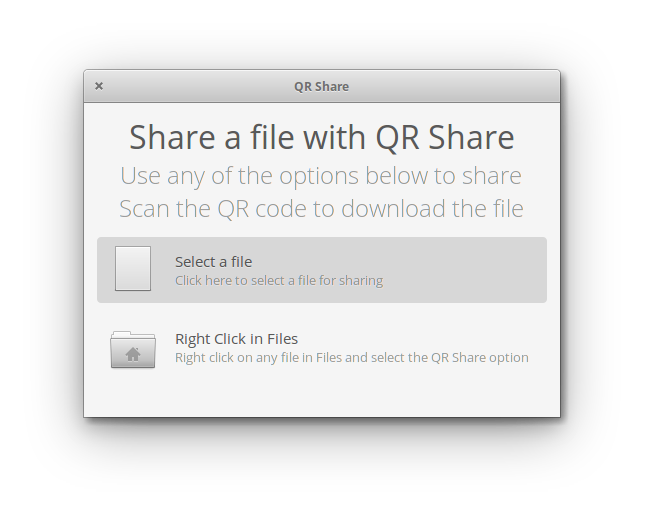 QR Share
Share a file with QR Share
Use any of the options below to share
Scan the QR code to download the file
Select a file
Click here to select a file for sharing
Right Click in Files
Right click on any file in Files and select the QR Share option